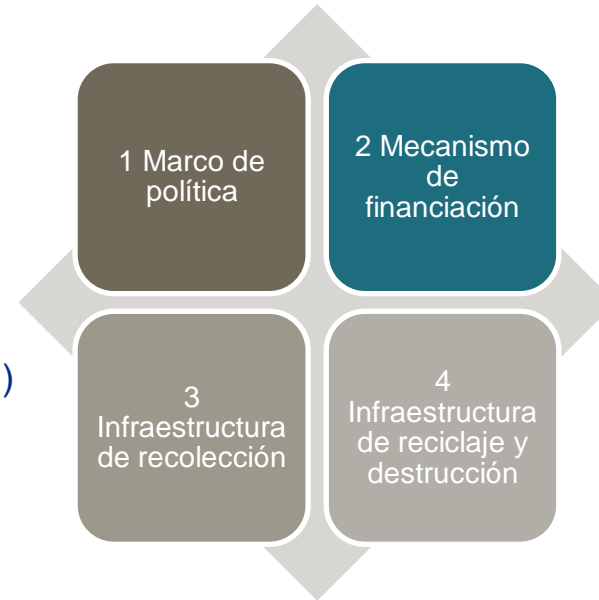 1 Marco de
política
2 Mecanismo
de
financiación
)
3
Infraestructura
de recolección
4
Infraestructura
de reciclaje y
destrucción